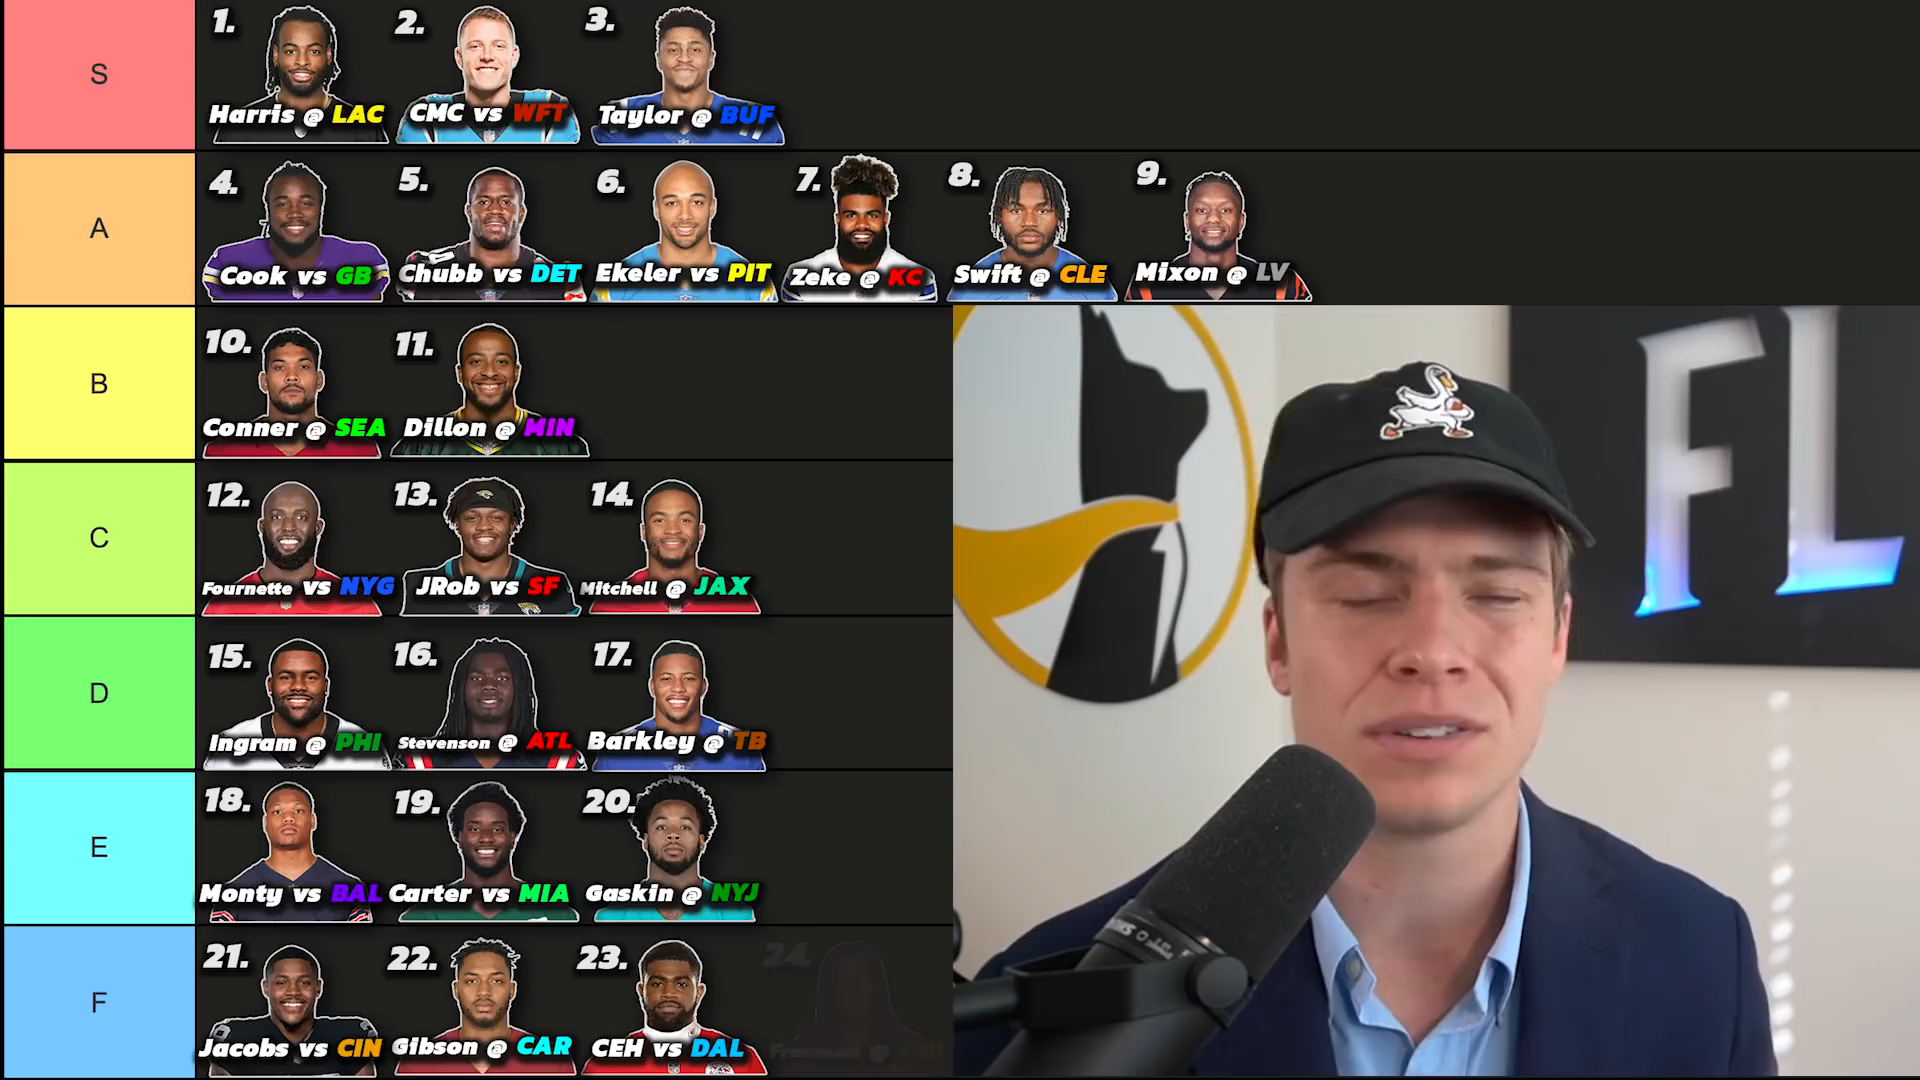 S
1.
2.
3.
Harris @ LAC
CMC vs WFT
Taylor @ BUF
A
4.
5.
6.
7.
8.
9.
Cook vs GB
Chubb vs DET
Ekeler vs PIT
Zeke @ KC
Swift @ CLE
Mixon @ LV
B
10.
11.
Conner @ SEA
Dillon @ MIN
FL
C
12.
13.
14.
Fournette vs NYG
JRob vs SF
Mitchell @ JAX
D
15.
16.
17.
Ingram @ PHI
Stevenson @ ATL
Barkley @ TB
E
18.
19.
20.
Monty vs BAL
Carter vs MIA
Gaskin @ NYJ
F
21.
22.
23.
24.
Jacobs vs CIN
Gibson @ CAR
CEH vs DAL
Freeman @